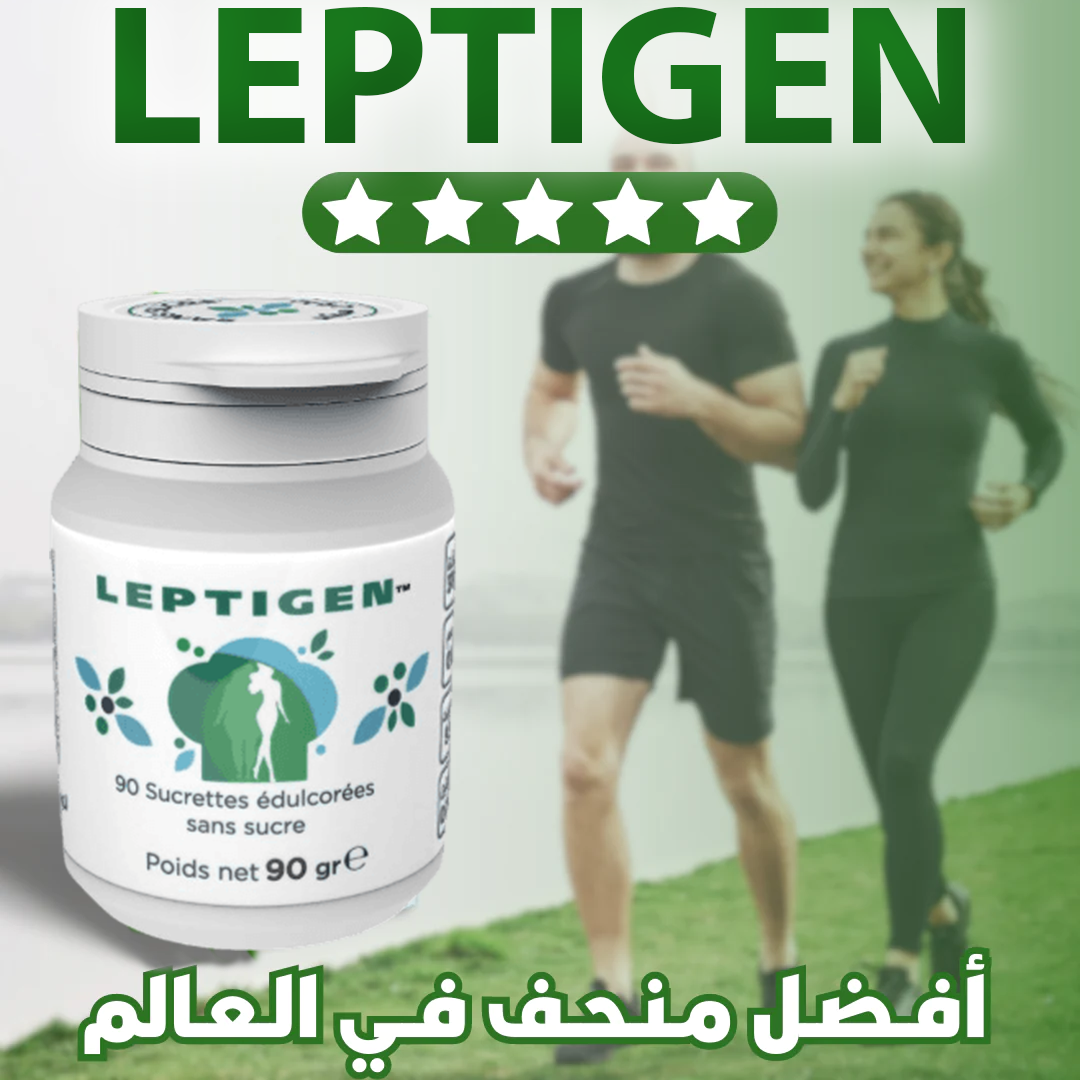 LEPTIGEN
LEPTIGEN™
90 Sucrettes édulcorées
sans sucre
Poids net 90 gr℮
أفضل منحف في العالم